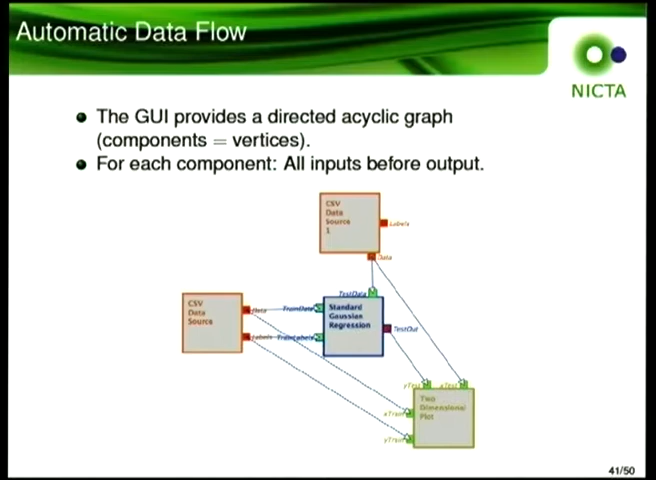 Automatic Data Flow
NICTA
The GUI provides a directed acyclic graph
(components = vertices).
For each component: All inputs before output.
CSV
Data
Source
1
Labels
Data
TestData
CSV
Data
Source
Data
TrainData
Labels
TrainLabels
Standard
Gaussian
Regression
TestOut
yTest
xTest
Two
Dimensional
Plot
xTrain
yTrain
41/50